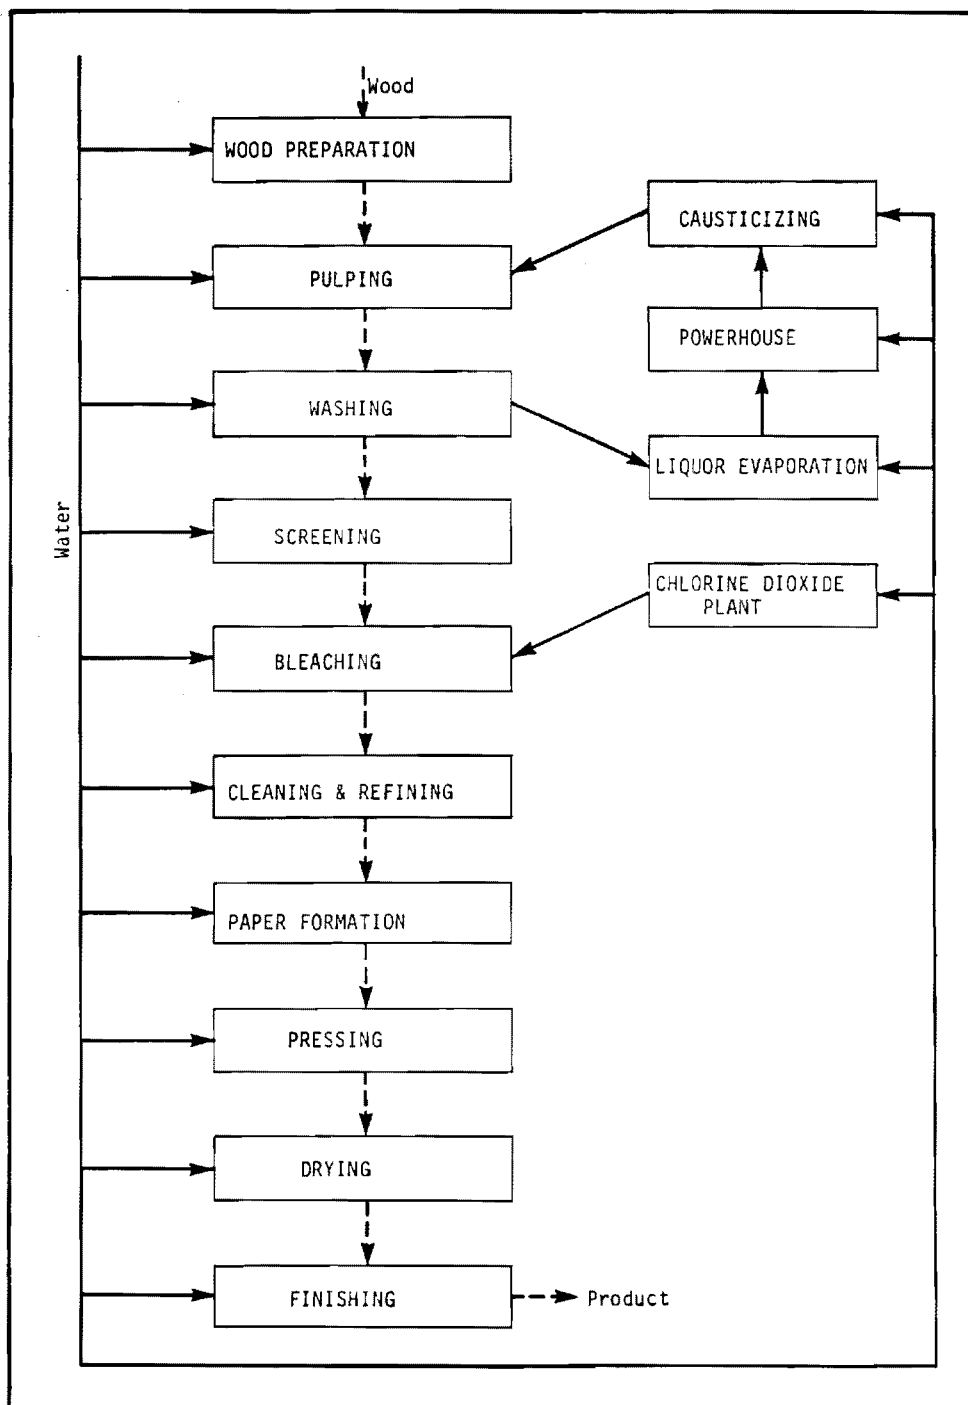 Wood
WOOD PREPARATION
CAUSTICIZING
PULPING
POWERHOUSE
WASHING
LIQUOR EVAPORATION
Water
SCREENING
CHLORINE DIOXIDE
PLANT
BLEACHING
CLEANING & REFINING
PAPER FORMATION
PRESSING
DRYING
FINISHING
Product